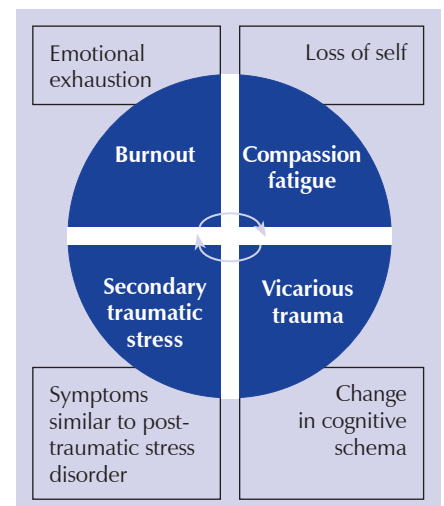 Emotional
exhaustion
Loss of self
Burnout
Compassion
fatigue
Secondary
traumatic
stress
Vicarious
trauma
Symptoms
similar to post-
traumatic stress
disorder
Change
in cognitive
schema